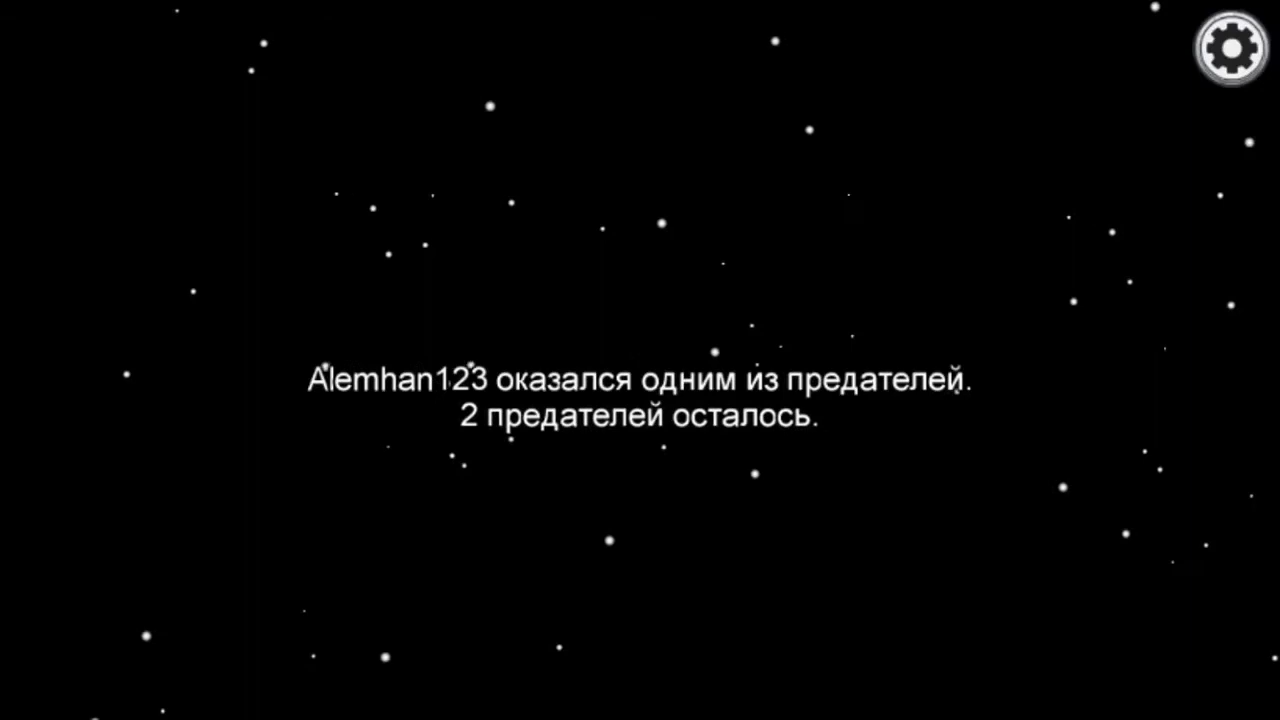 Alemhan123 оказался одним из предателей.
2 предателей осталось.